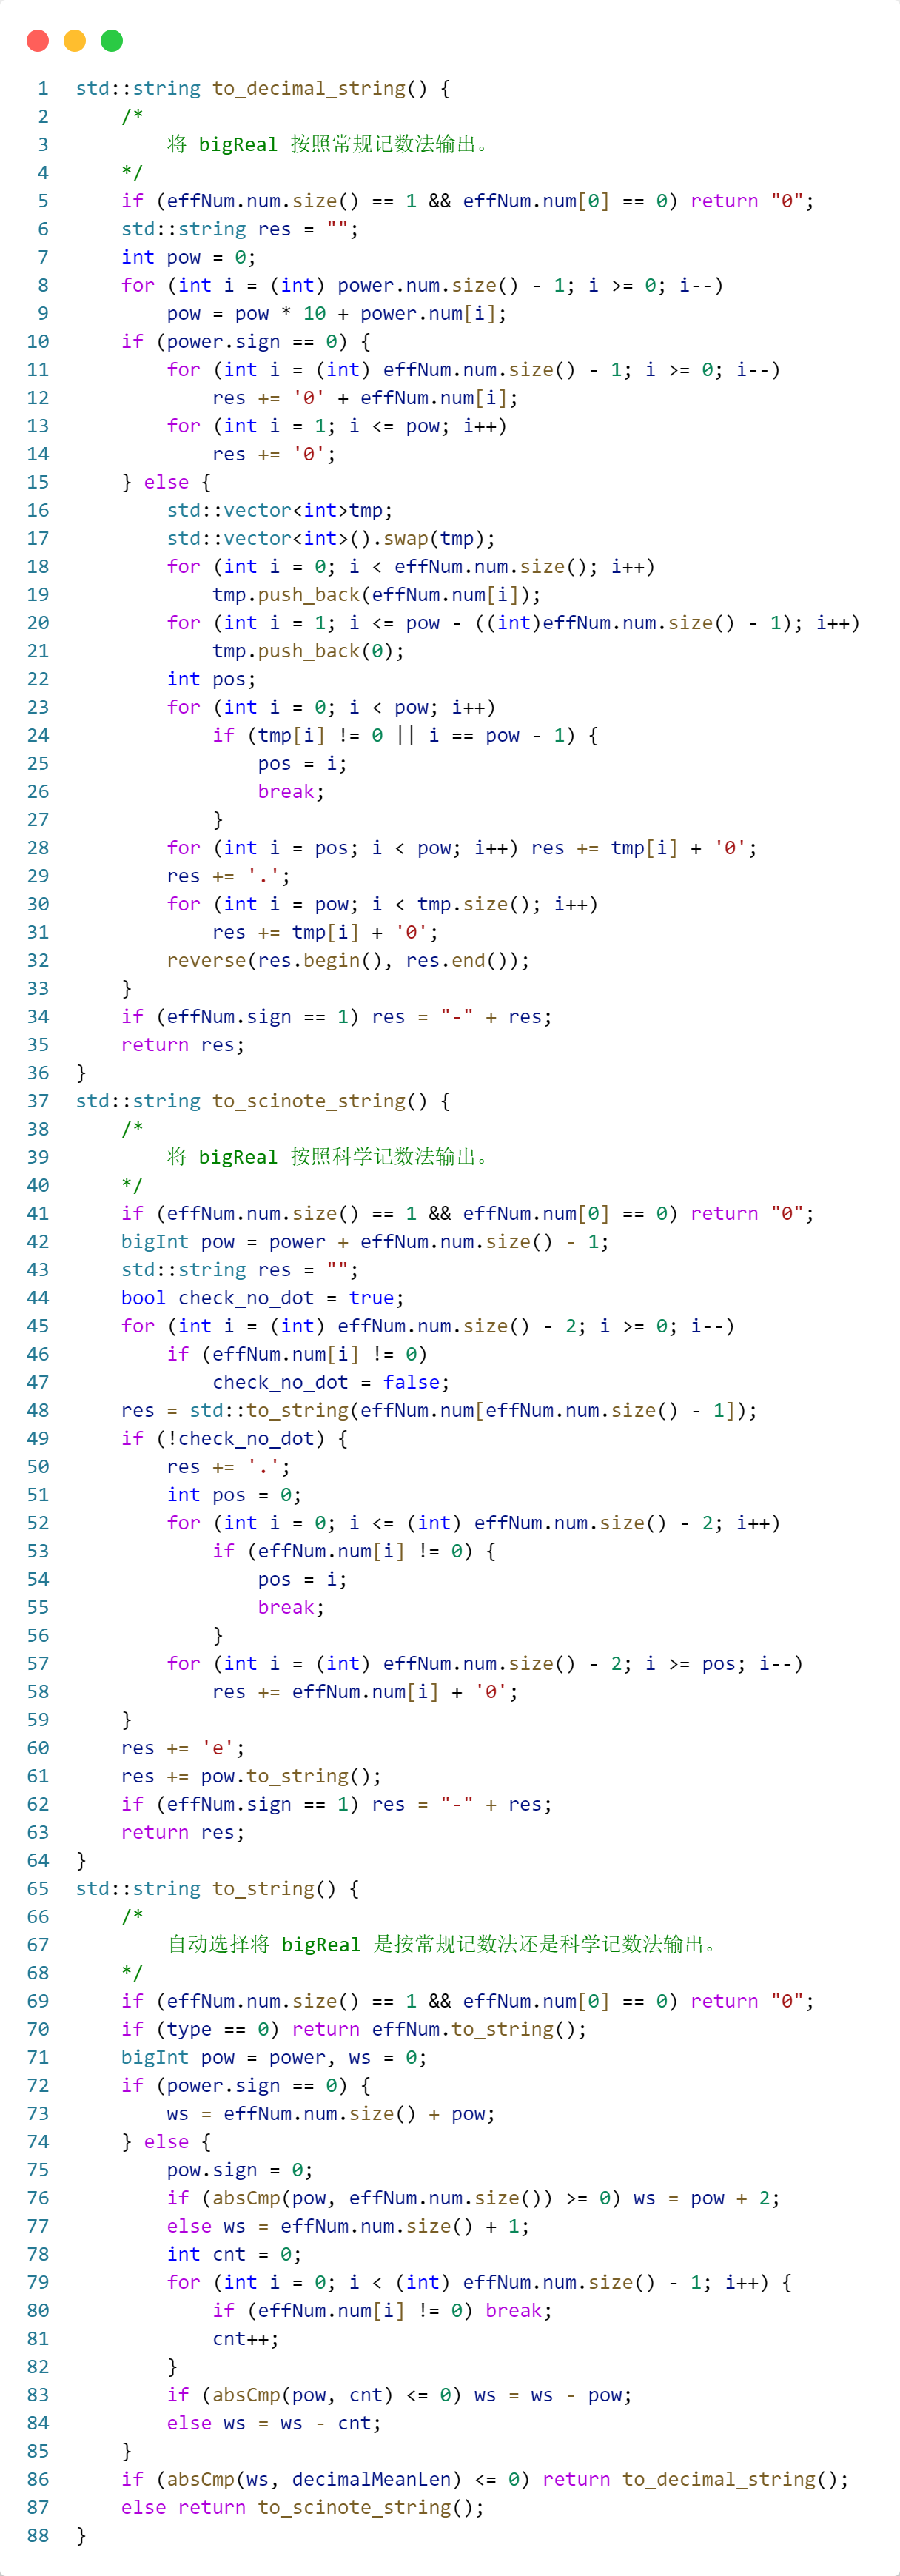 1 std::string to_decimal_string() {
2     /*
3         将 bigReal 按照常规记数法输出。
4     */
5     if (effNum.num.size() == 1 && effNum.num[0] == 0) return "0";
6     std::string res = "";
7     int pow = 0;
8     for (int i = (int) power.num.size() - 1; i >= 0; i--)
9         pow = pow * 10 + power.num[i];
10     if (power.sign == 0) {
11         for (int i = (int) effNum.num.size() - 1; i >= 0; i--)
12             res += '0' + effNum.num[i];
13         for (int i = 1; i <= pow; i++)
14             res += '0';
15     } else {
16         std::vector<int>tmp;
17         std::vector<int>().swap(tmp);
18         for (int i = 0; i < effNum.num.size(); i++)
19             tmp.push_back(effNum.num[i]);
20         for (int i = 1; i <= pow - ((int)effNum.num.size() - 1); i++)
21             tmp.push_back(0);
22         int pos;
23         for (int i = 0; i < pow; i++)
24             if (tmp[i] != 0 || i == pow - 1) {
25                 pos = i;
26                 break;
27             }
28         for (int i = pos; i < pow; i++) res += tmp[i] + '0';
29         res += '.';
30         for (int i = pow; i < tmp.size(); i++)
31             res += tmp[i] + '0';
32         reverse(res.begin(), res.end());
33     }
34     if (effNum.sign == 1) res = "-" + res;
35     return res;
36 }
37 std::string to_scinote_string() {
38     /*
39         将 bigReal 按照科学记数法输出。
40     */
41     if (effNum.num.size() == 1 && effNum.num[0] == 0) return "0";
42     bigInt pow = power + effNum.num.size() - 1;
43     std::string res = "";
44     bool check_no_dot = true;
45     for (int i = (int) effNum.num.size() - 2; i >= 0; i--)
46         if (effNum.num[i] != 0)
47             check_no_dot = false;
48     res = std::to_string(effNum.num[effNum.num.size() - 1]);
49     if (!check_no_dot) {
50         res += '.';
51         int pos = 0;
52         for (int i = 0; i <= (int) effNum.num.size() - 2; i++)
53             if (effNum.num[i] != 0) {
54                 pos = i;
55                 break;
56             }
57         for (int i = (int) effNum.num.size() - 2; i >= pos; i--)
58             res += effNum.num[i] + '0';
59     }
60     res += 'e';
61     res += pow.to_string();
62     if (effNum.sign == 1) res = "-" + res;
63     return res;
64 }
65 std::string to_string() {
66     /*
67         自动选择将 bigReal 是按常规记数法还是科学记数法输出。
68     */
69     if (effNum.num.size() == 1 && effNum.num[0] == 0) return "0";
70     if (type == 0) return effNum.to_string();
71     bigInt pow = power, ws = 0;
72     if (power.sign == 0) {
73         ws = effNum.num.size() + pow;
74     } else {
75         pow.sign = 0;
76         if (absCmp(pow, effNum.num.size()) >= 0) ws = pow + 2;
77         else ws = effNum.num.size() + 1;
78         int cnt = 0;
79         for (int i = 0; i < (int) effNum.num.size() - 1; i++) {
80             if (effNum.num[i] != 0) break;
81             cnt++;
82         }
83         if (absCmp(pow, cnt) <= 0) ws = ws - pow;
84         else ws = ws - cnt;
85     }
86     if (absCmp(ws, decimalMeanLen) <= 0) return to_decimal_string();
87     else return to_scinote_string();
88 }